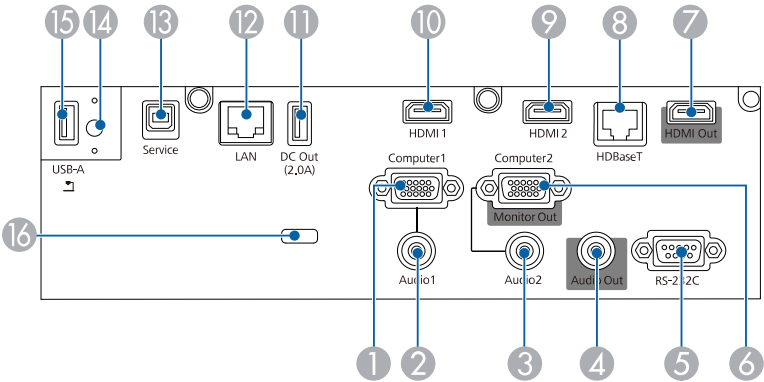 15 14 13 12 11 10 9 8 7
HDMI 1 HDMI 2 HDBaseT HDMI Out
Service LAN DC Out
(2.0A)
USB-A
Computer1 Computer2
Monitor Out
16
Audio1 Audio2 Audio Out RS-232C
1 2 3 4 5 6